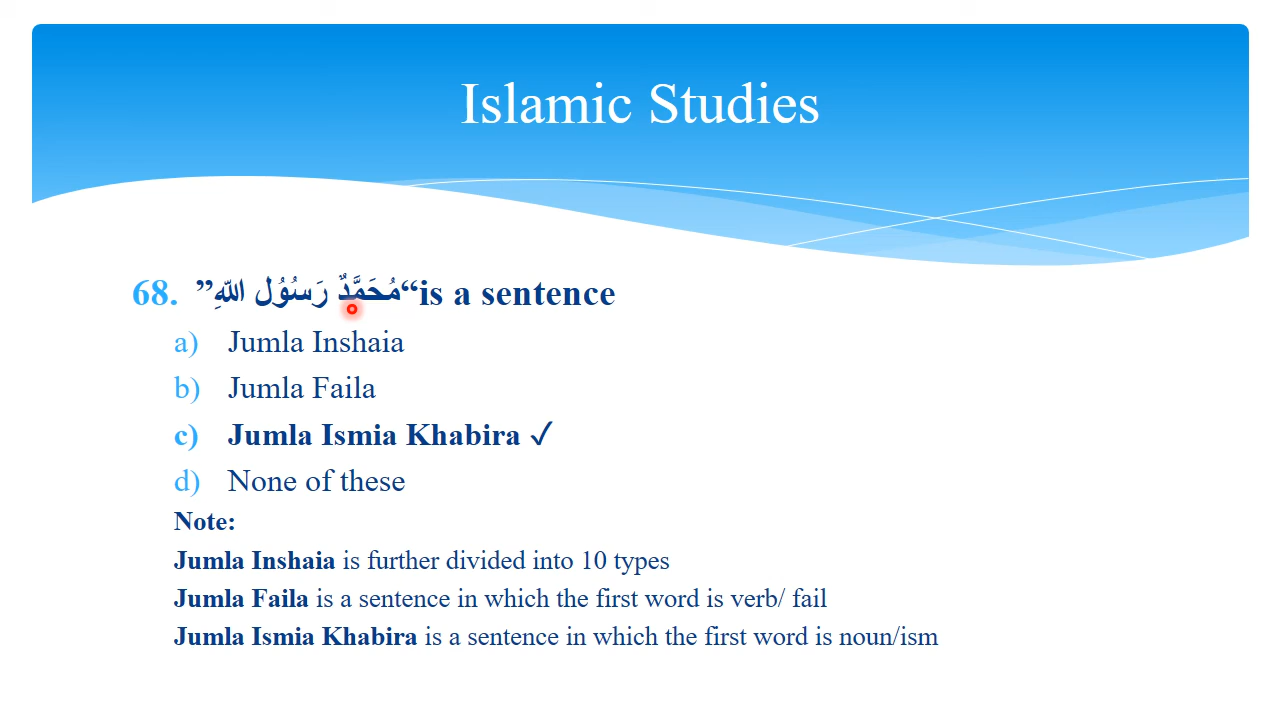 Islamic Studies
68. ”مُحَمَّدٌ رَسُوُل اللّٰهِ“ is a sentence
a) Jumla Inshaia
b) Jumla Faila
c) Jumla Ismia Khabira ✓
d) None of these
Note:
Jumla Inshaia is further divided into 10 types
Jumla Faila is a sentence in which the first word is verb/ fail
Jumla Ismia Khabira is a sentence in which the first word is noun/ism